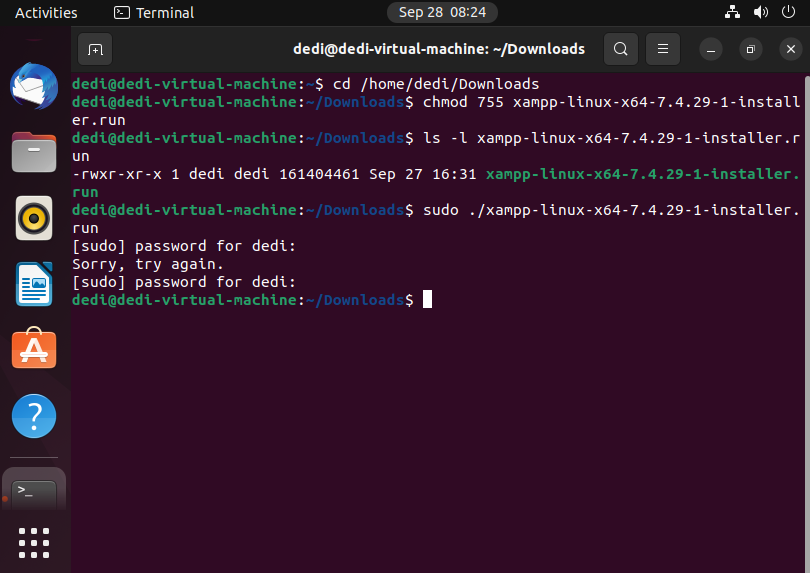 Activities
Terminal
Sep 28 08:24
dedi@dedi-virtual-machine: ~/Downloads
dedi@dedi-virtual-machine:~$ cd /home/dedi/Downloads
dedi@dedi-virtual-machine:~/Downloads$ chmod 755 xampp-linux-x64-7.4.29-1-install
er.run
dedi@dedi-virtual-machine:~/Downloads$ ls -l xampp-linux-x64-7.4.29-1-installer.r
un
-rwxr-xr-x 1 dedi dedi 161404461 Sep 27 16:31 xampp-linux-x64-7.4.29-1-installer.
run
dedi@dedi-virtual-machine:~/Downloads$ sudo ./xampp-linux-x64-7.4.29-1-installer.
run
[sudo] password for dedi:
Sorry, try again.
[sudo] password for dedi:
dedi@dedi-virtual-machine:~/Downloads$